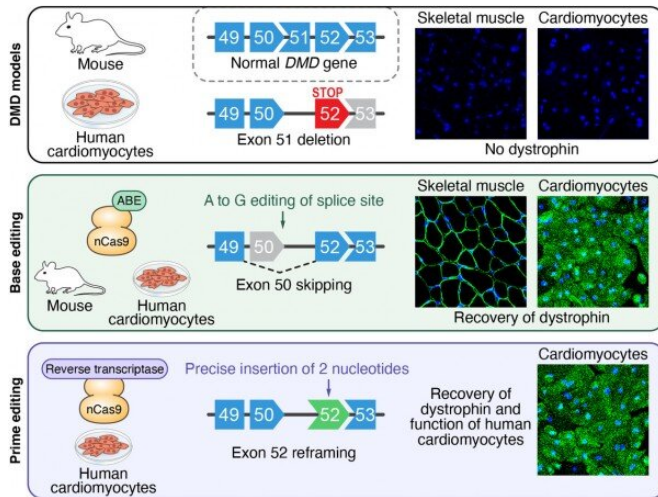 DMD models
Mouse
Human
cardiomyocytes
49 50 51 52 53
Normal DMD gene
STOP
49 50 52 53
Exon 51 deletion
Skeletal muscle Cardiomyocytes
No dystrophin
Base editing
ABE
nCas9
Mouse
Human
cardiomyocytes
A to G editing of splice site
49 50 52 53
Exon 50 skipping
Skeletal muscle Cardiomyocytes
Recovery of dystrophin
Prime editing
Reverse transcriptase
nCas9
Human
cardiomyocytes
Precise insertion of 2 nucleotides
49 50 52 53
Exon 52 reframing
Recovery of
dystrophin and
function of human
cardiomyocytes
Cardiomyocytes